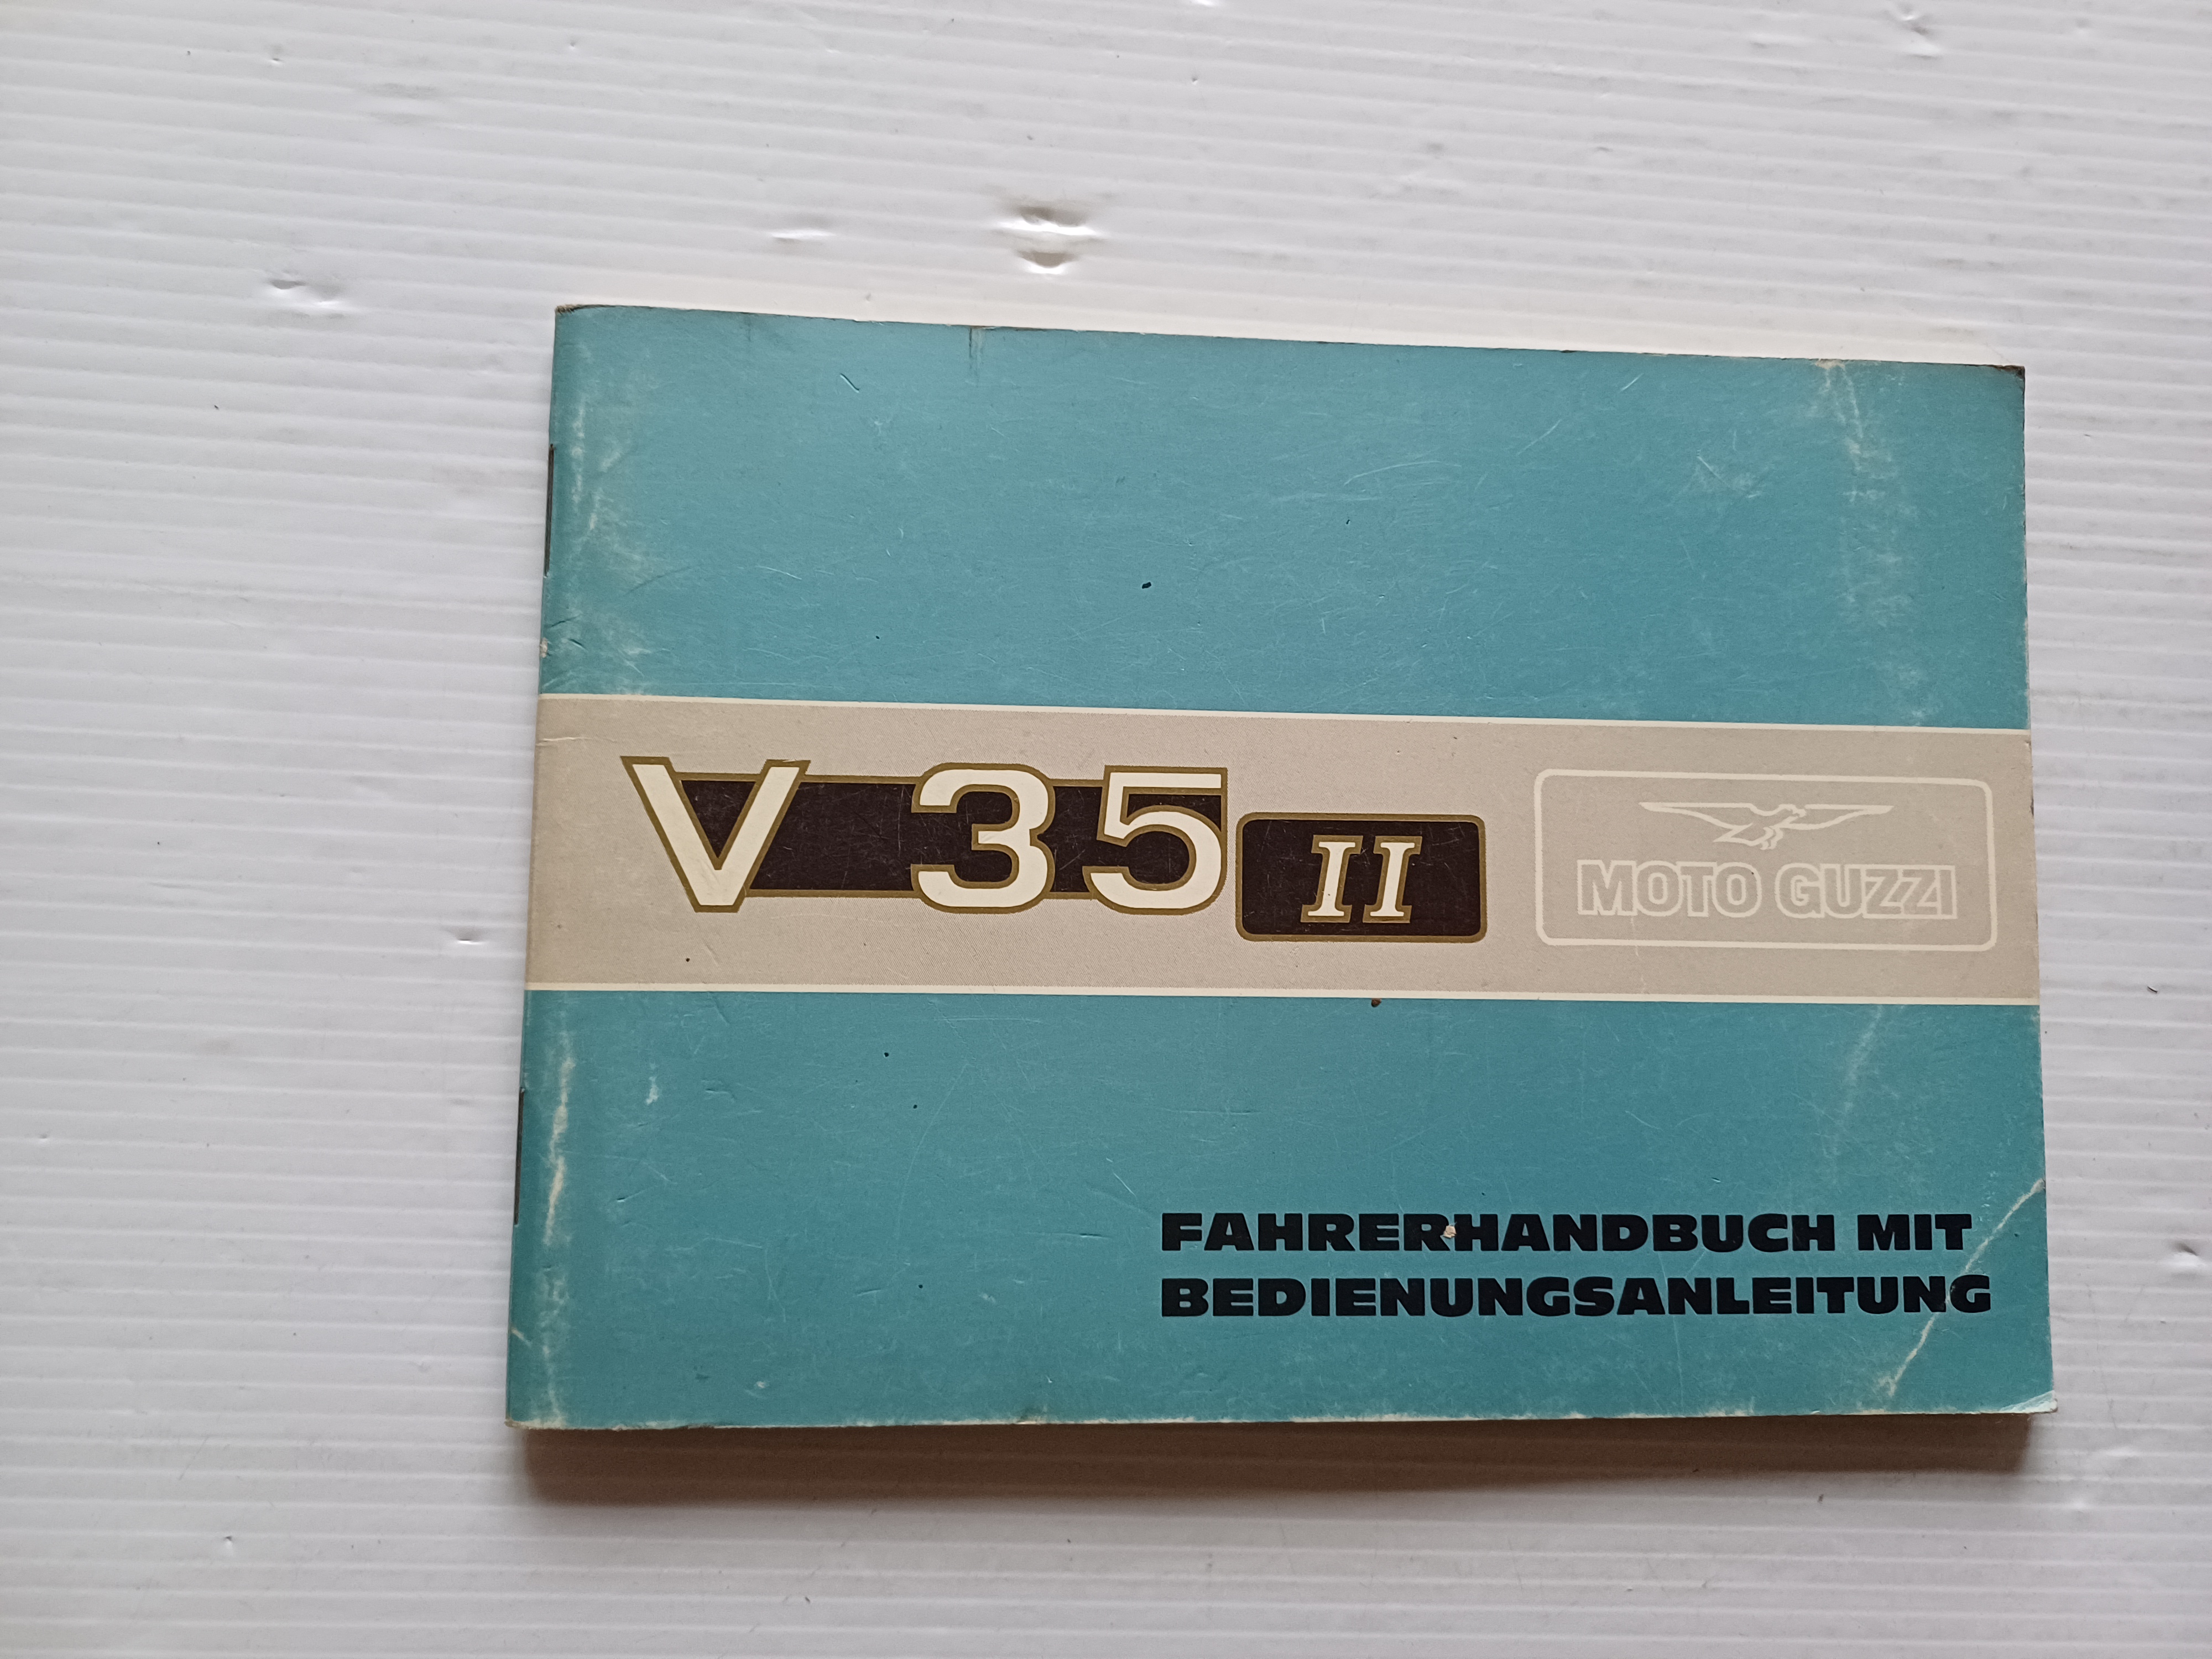 V 35 II
MOTO GUZZI
FAHRERHANDBUCH MIT
BEDIENUNGSANLEITUNG